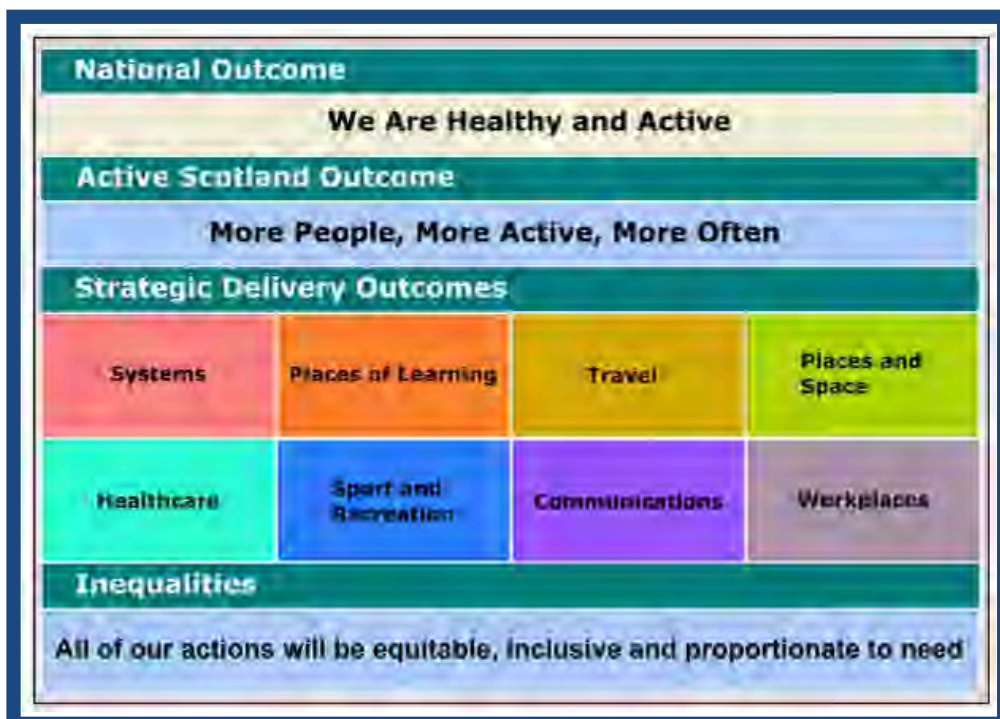 National Outcome
We Are Healthy and Active
Active Scotland Outcome
More People, More Active, More Often
Strategic Delivery Outcomes
Systems
Places of Learning
Travel
Places and
Space
Healthcare
Sport and
Recreation
Communications
Workplaces
Inequalities
All of our actions will be equitable, inclusive and proportionate to need